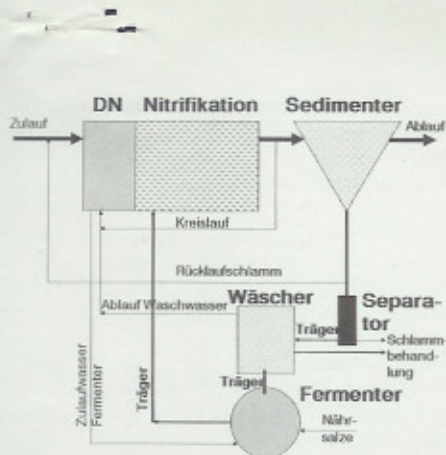 DN Nitrifikation Sedimenter
Zulauf
Ablauf
Kreislauf
Rücklaufschlamm
Ablauf Waschwasser
Wäscher
Separa-
tor
Träger
Schlamm-
behand-
lung
Träger
Fermenter
Nähr-
salze
Träger
Zulaufwasser
Fermenter